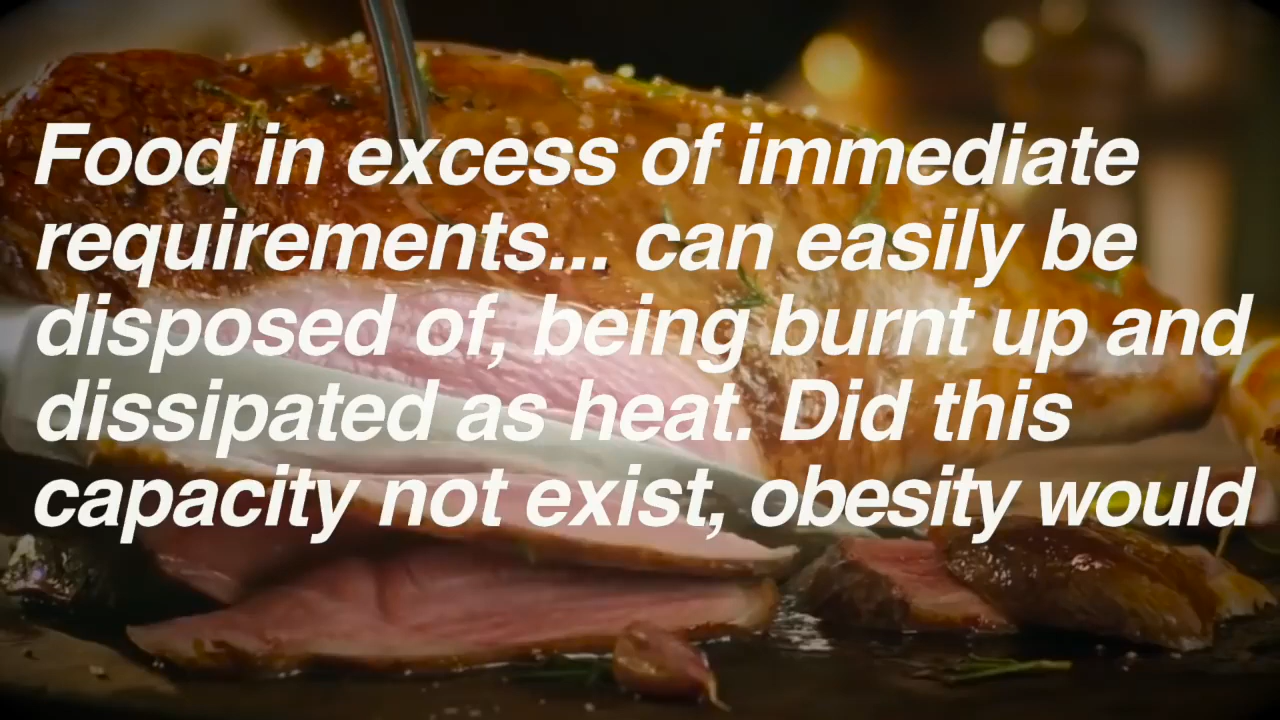 Food in excess of immediate
requirements... can easily be
disposed of, being burnt up and
dissipated as heat. Did this
capacity not exist, obesity would